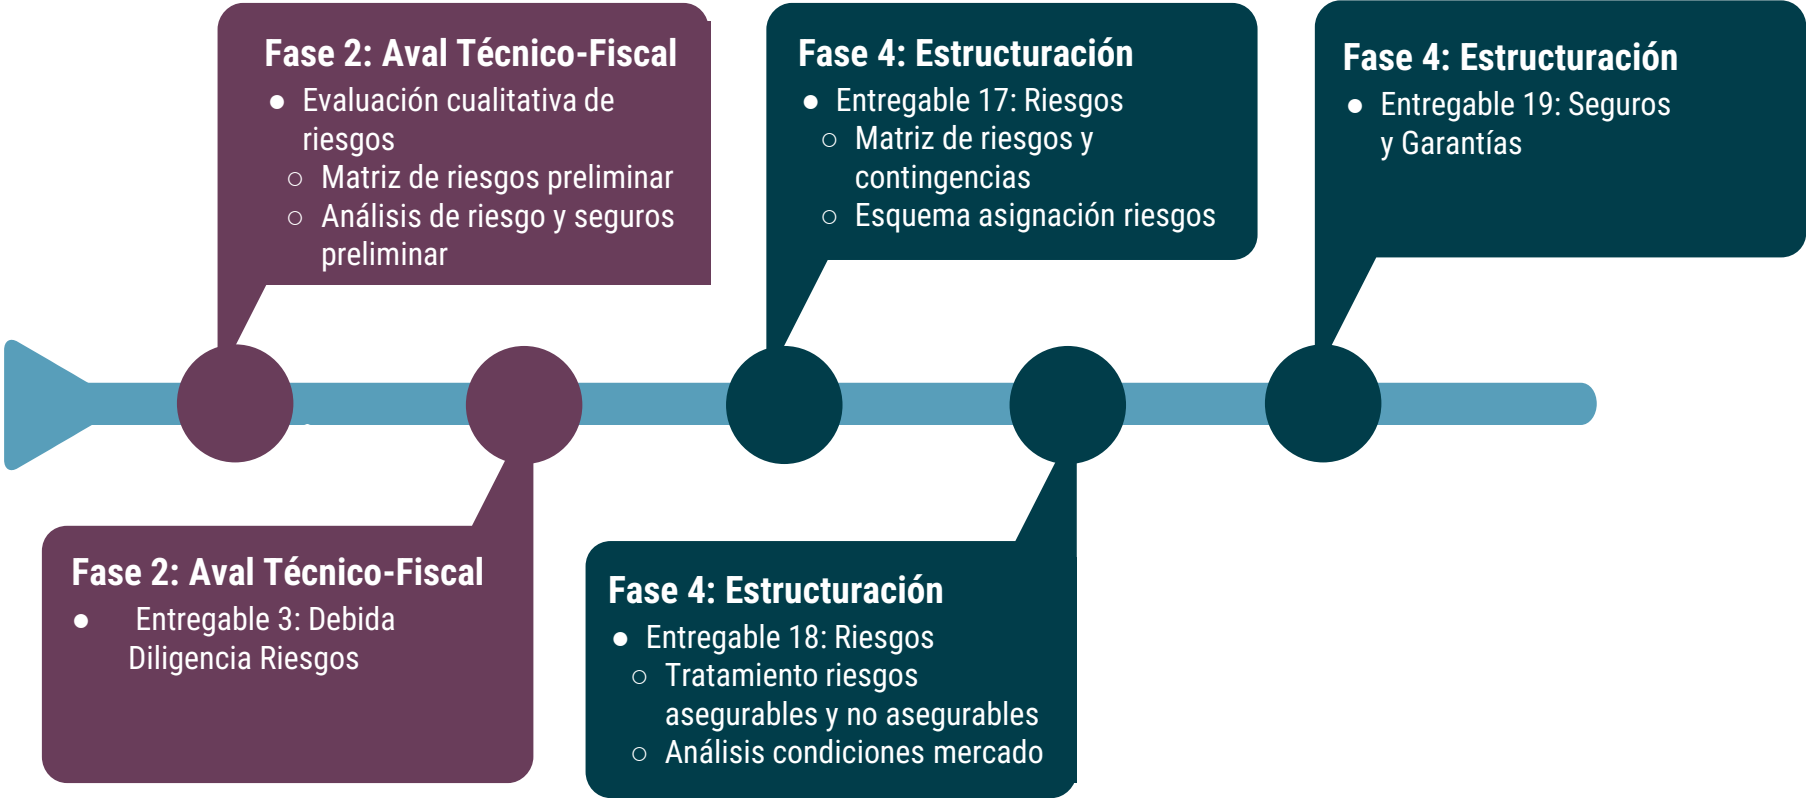 Fase 2: Aval Técnico-Fiscal
● Evaluación cualitativa de
riesgos
○ Matriz de riesgos preliminar
○ Análisis de riesgo y seguros
preliminar
Fase 4: Estructuración
● Entregable 17: Riesgos
○ Matriz de riesgos y
contingencias
○ Esquema asignación riesgos
Fase 4: Estructuración
● Entregable 19: Seguros
y Garantías
Fase 2: Aval Técnico-Fiscal
● Entregable 3: Debida
Diligencia Riesgos
Fase 4: Estructuración
● Entregable 18: Riesgos
○ Tratamiento riesgos
asegurables y no asegurables
○ Análisis condiciones mercado